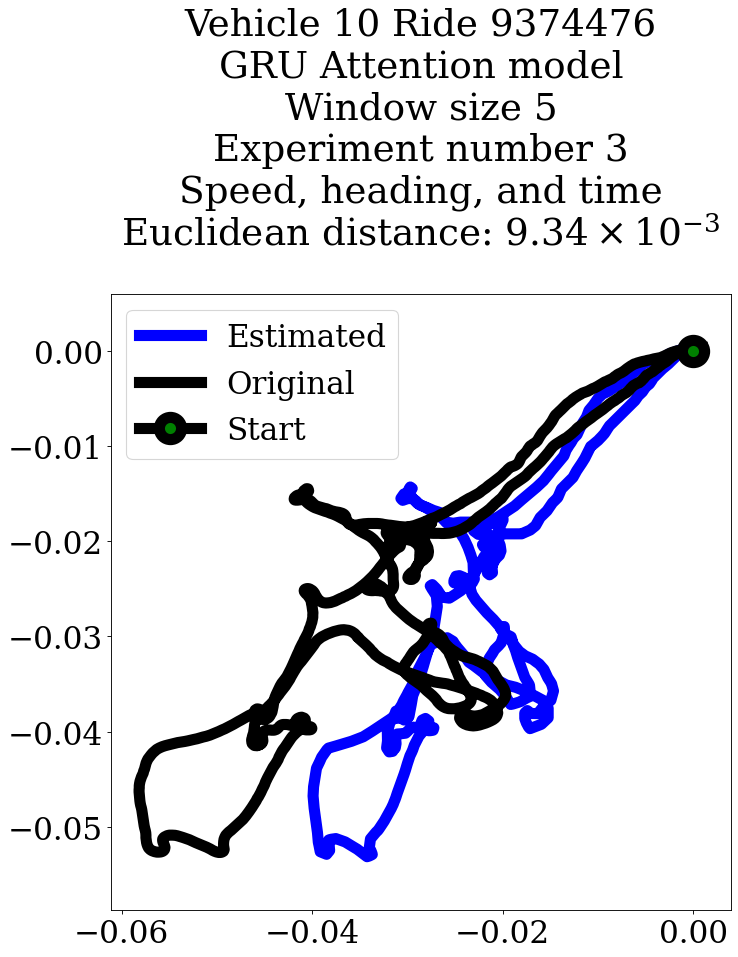 Vehicle 10 Ride 9374476
GRU Attention model
Window size 5
Experiment number 3
Speed, heading, and time
Euclidean distance: 9.34 × 10⁻³
Estimated
Original
Start
0.00
−0.01
−0.02
−0.03
−0.04
−0.05
−0.06 −0.04 −0.02 0.00